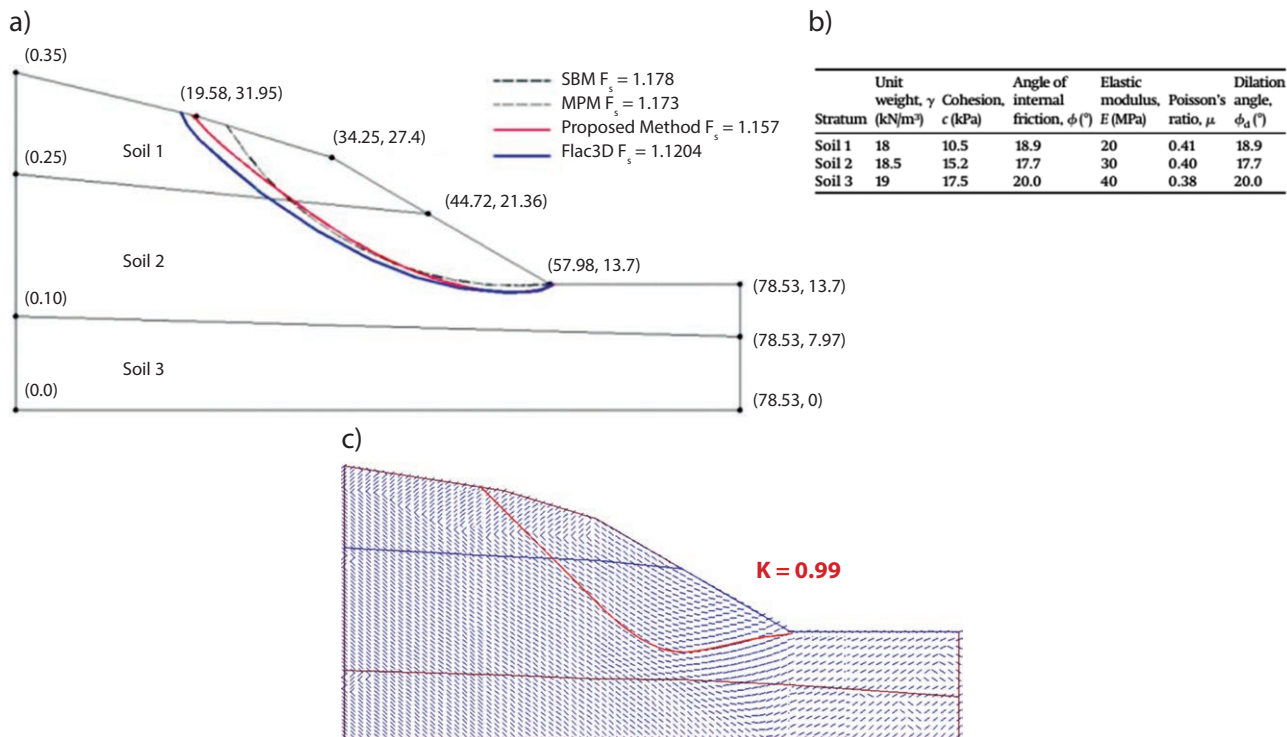 a)
(0.35)
(19.58, 31.95)
(34.25, 27.4)
SBM Fs = 1.178
MPM Fs = 1.173
Proposed Method Fs = 1.157
Flac3D Fs = 1.1204
Soil 1
(0.25)
(44.72, 21.36)
Soil 2
(57.98, 13.7)
(78.53, 13.7)
(0.10)
(78.53, 7.97)
Soil 3
(0.0)
(78.53, 0)
b)
Stratum Unit weight, γ (kN/m³) Cohesion, c (kPa) Angle of internal friction, ϕ (°) Elastic modulus, E (MPa) Poisson's ratio, μ Dilation angle, ϕd (°)
Soil 1 18 10.5 18.9 20 0.41 18.9
Soil 2 18.5 15.2 17.7 30 0.40 17.7
Soil 3 19 17.5 20.0 40 0.38 20.0
c)
K = 0.99